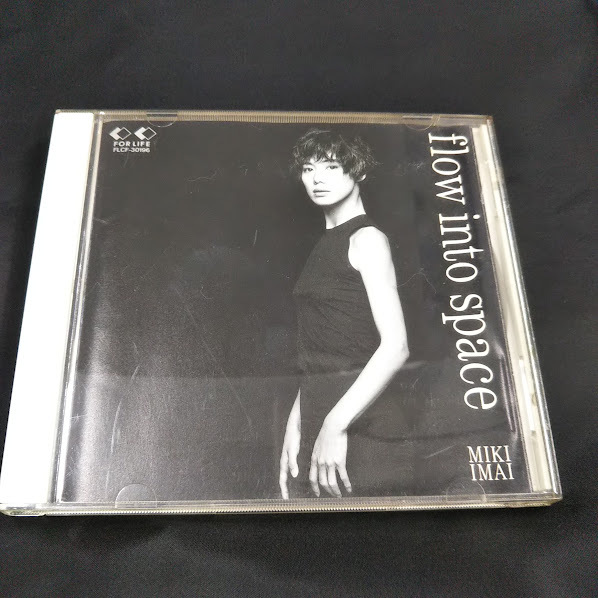 FOR LIFE
FLCF-30196
flow into space
MIKI
IMAI